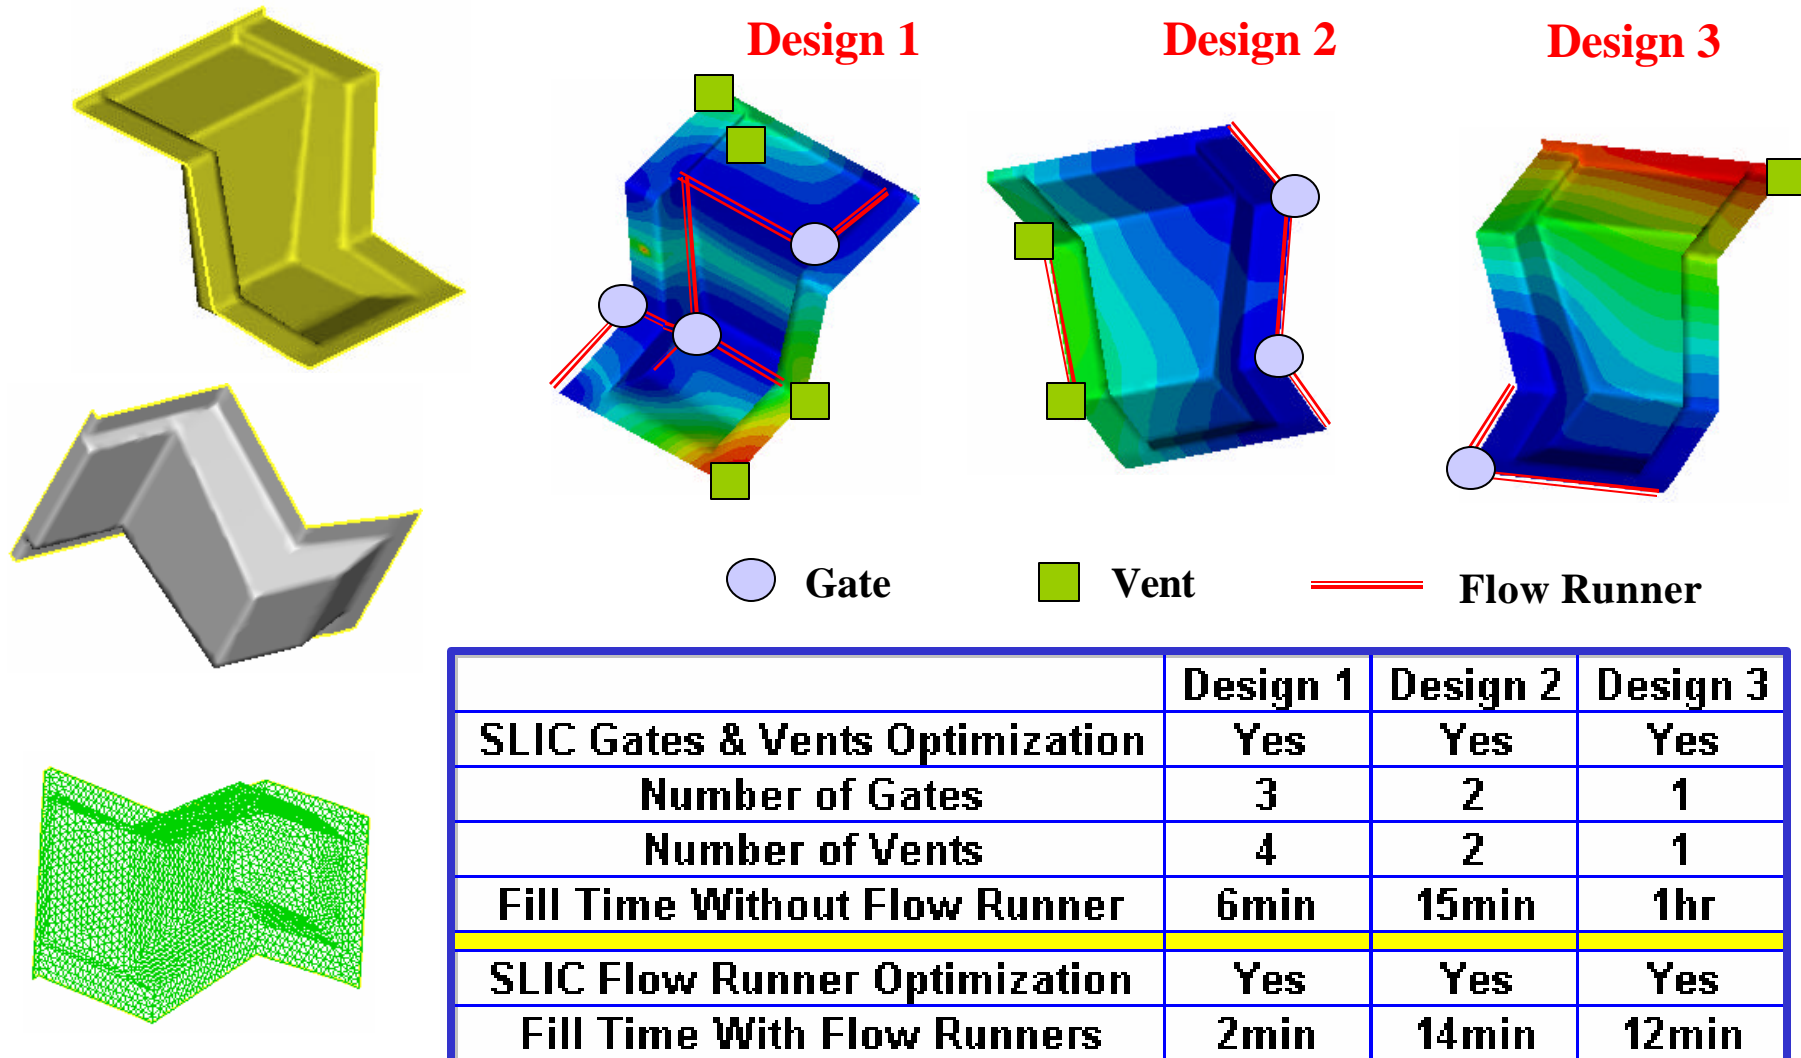 Design 1 Design 2 Design 3
Gate Vent Flow Runner
Design 1 Design 2 Design 3
SLIC Gates & Vents Optimization Yes Yes Yes
Number of Gates 3 2 1
Number of Vents 4 2 1
Fill Time Without Flow Runner 6min 15min 1hr
SLIC Flow Runner Optimization Yes Yes Yes
Fill Time With Flow Runners 2min 14min 12min